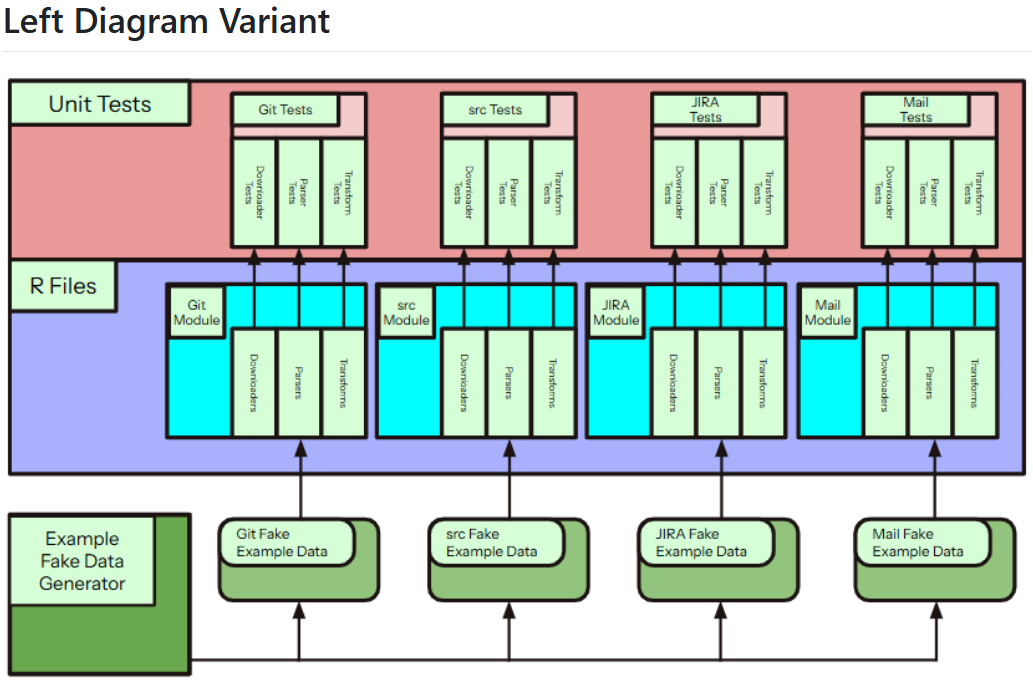 Left Diagram Variant
Unit Tests
Git Tests
src Tests
JIRA
Tests
Mail
Tests
Downloader
Tests
Parser
Tests
Transform
Tests
Downloader
Tests
Parser
Tests
Transform
Tests
Downloader
Tests
Parser
Tests
Transform
Tests
Downloader
Tests
Parser
Tests
Transform
Tests
R Files
Git
Module
src
Module
JIRA
Module
Mail
Module
Downloaders
Parsers
Transforms
Downloaders
Parsers
Transforms
Downloaders
Parsers
Transforms
Downloaders
Parsers
Transforms
Example
Fake Data
Generator
Git Fake
Example Data
src Fake
Example Data
JIRA Fake
Example Data
Mail Fake
Example Data